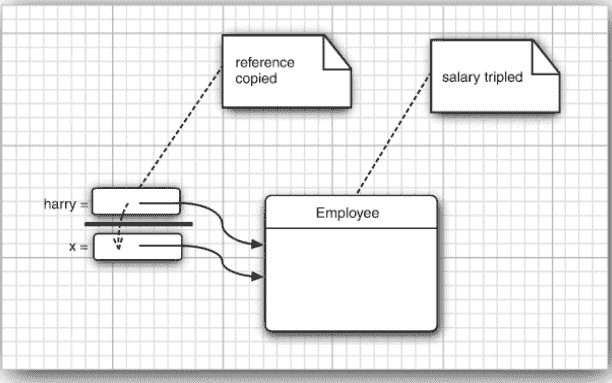 reference
copied
salary tripled
harry =
Employee
x =